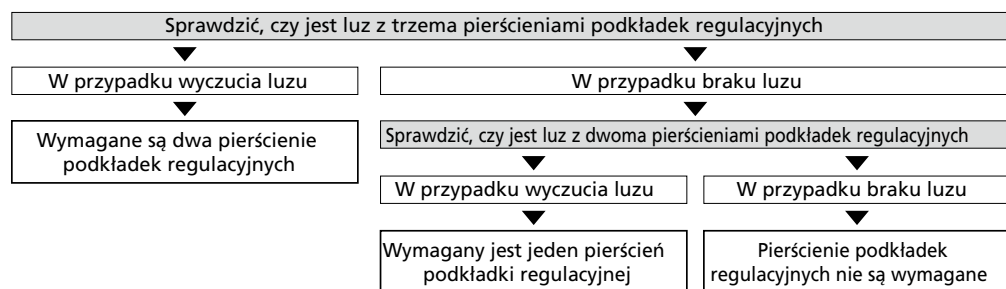 Sprawdzić, czy jest luz z trzema pierścieniami podkładek regulacyjnych
W przypadku wyczucia luzu
W przypadku braku luzu
Wymagane są dwa pierścienie
podkładek regulacyjnych
Sprawdzić, czy jest luz z dwoma pierścieniami podkładek regulacyjnych
W przypadku wyczucia luzu
W przypadku braku luzu
Wymagany jest jeden pierścień
podkładki regulacyjnej
Pierścienie podkładek
regulacyjnych nie są wymagane